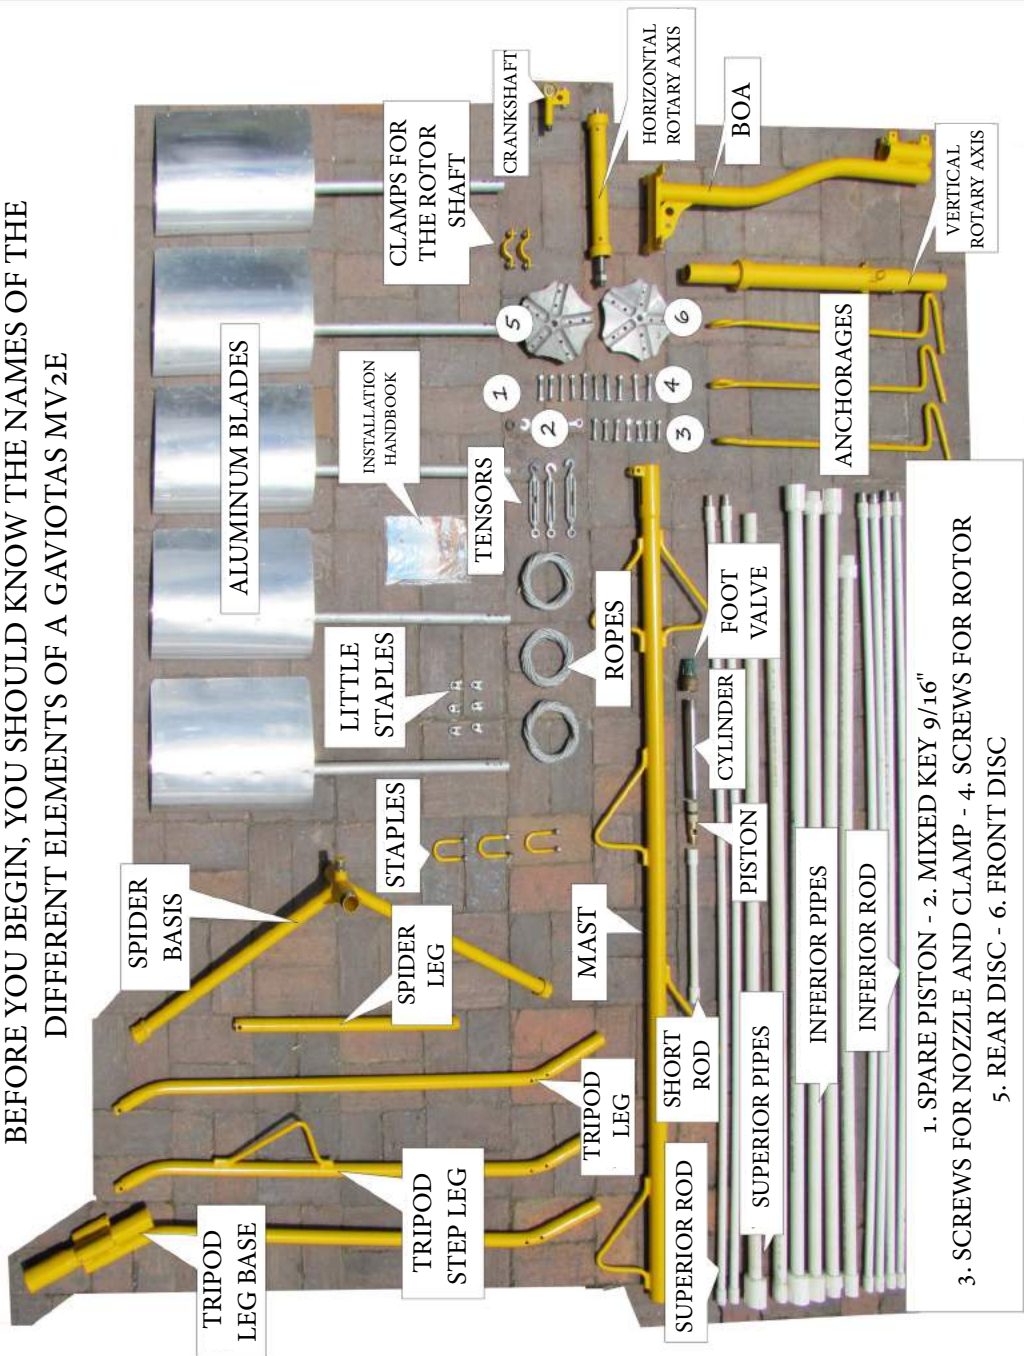 BEFORE YOU BEGIN, YOU SHOULD KNOW THE NAMES OF THE
DIFFERENT ELEMENTS OF A GAVIOTAS MV2E
TRIPOD
LEG BASE
TRIPOD
STEP LEG
TRIPOD
LEG
SPIDER
BASIS
SPIDER
LEG
STAPLES
LITTLE
STAPLES
ALUMINUM BLADES
INSTALLATION
HANDBOOK
TENSORS
ROPES
CLAMPS FOR
THE ROTOR
SHAFT
CRANKSHAFT
HORIZONTAL
ROTARY AXIS
BOA
VERTICAL
ROTARY AXIS
ANCHORAGES
1
2
3
4
5
6
MAST
FOOT
VALVE
CYLINDER
PISTON
SHORT
ROD
SUPERIOR ROD
SUPERIOR PIPES
INFERIOR PIPES
INFERIOR ROD
1. SPARE PISTON - 2. MIXED KEY 9/16"
3. SCREWS FOR NOZZLE AND CLAMP - 4. SCREWS FOR ROTOR
5. REAR DISC - 6. FRONT DISC